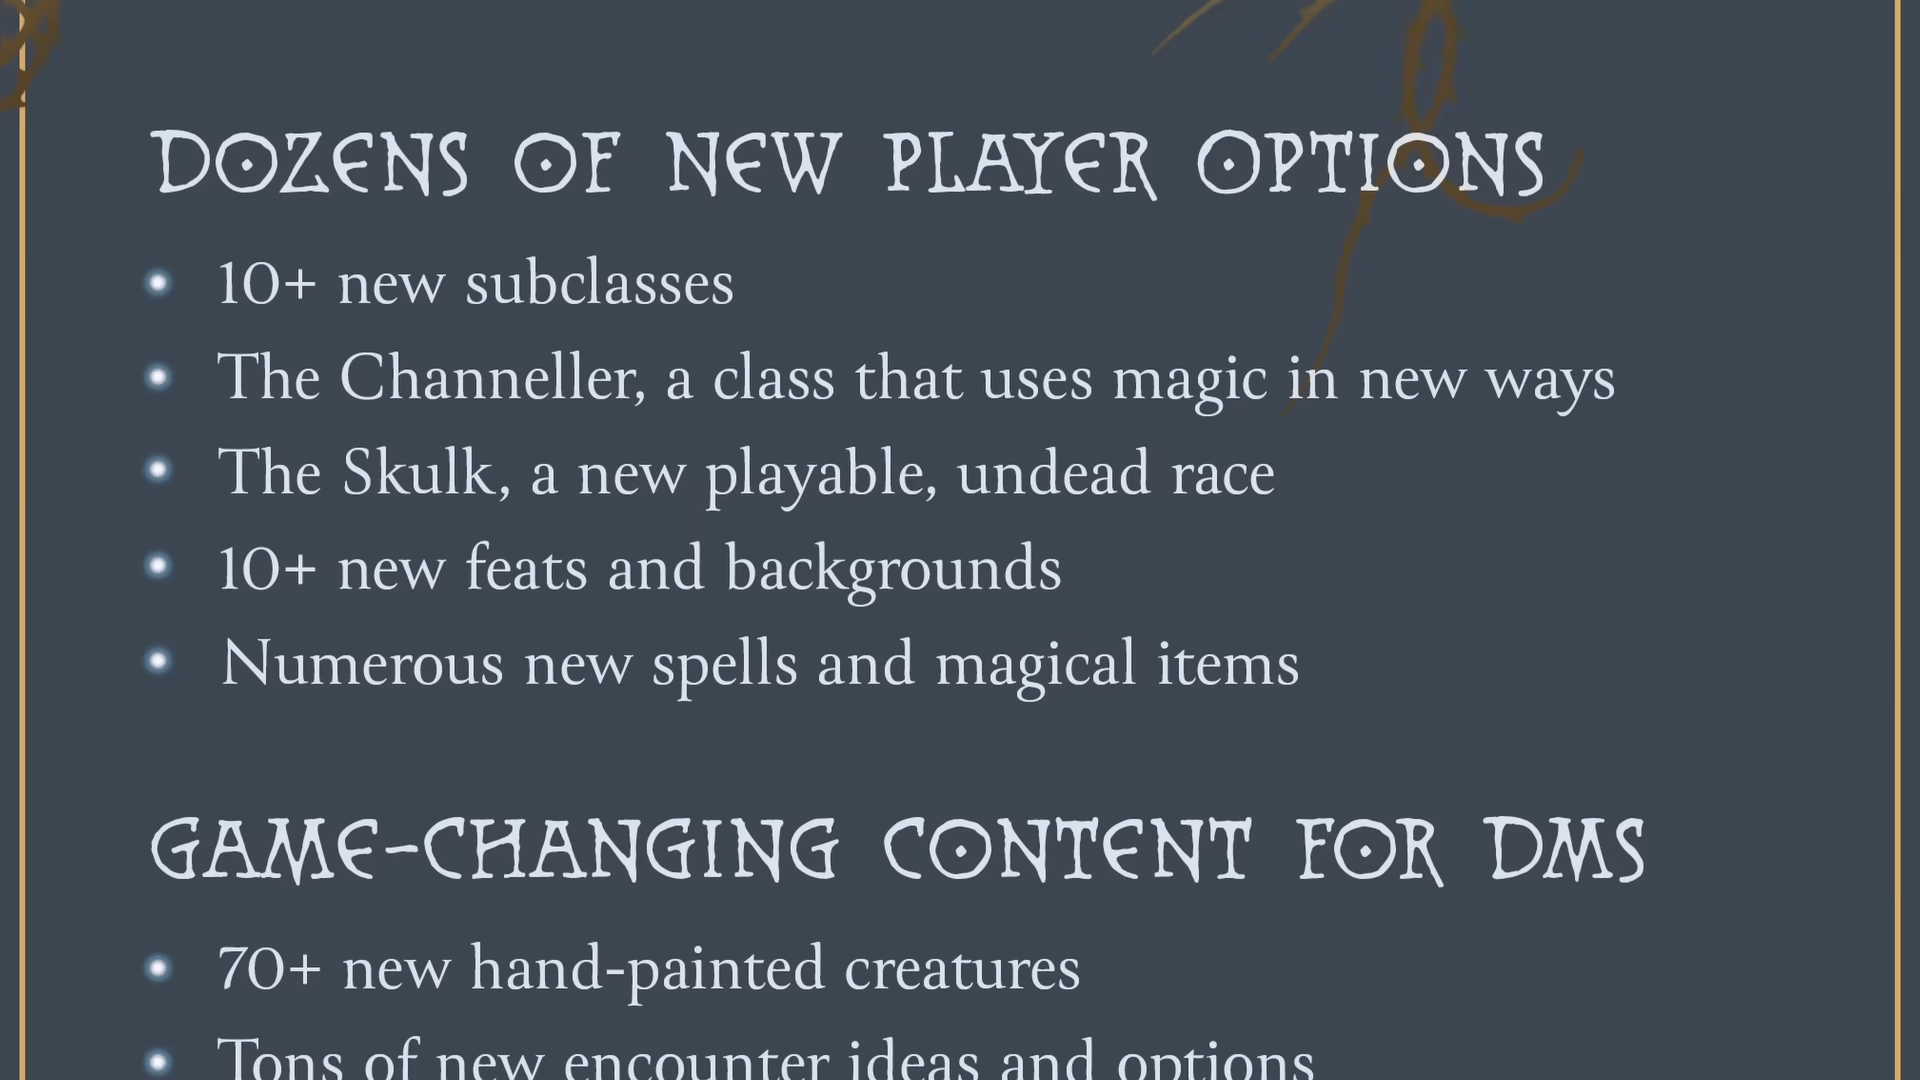 DOZENS OF NEW PLAYER OPTIONS
10+ new subclasses
The Channeller, a class that uses magic in new ways
The Skulk, a new playable, undead race
10+ new feats and backgrounds
Numerous new spells and magical items
GAME-CHANGING CONTENT FOR DMS
70+ new hand-painted creatures
Tons of new encounter ideas and options